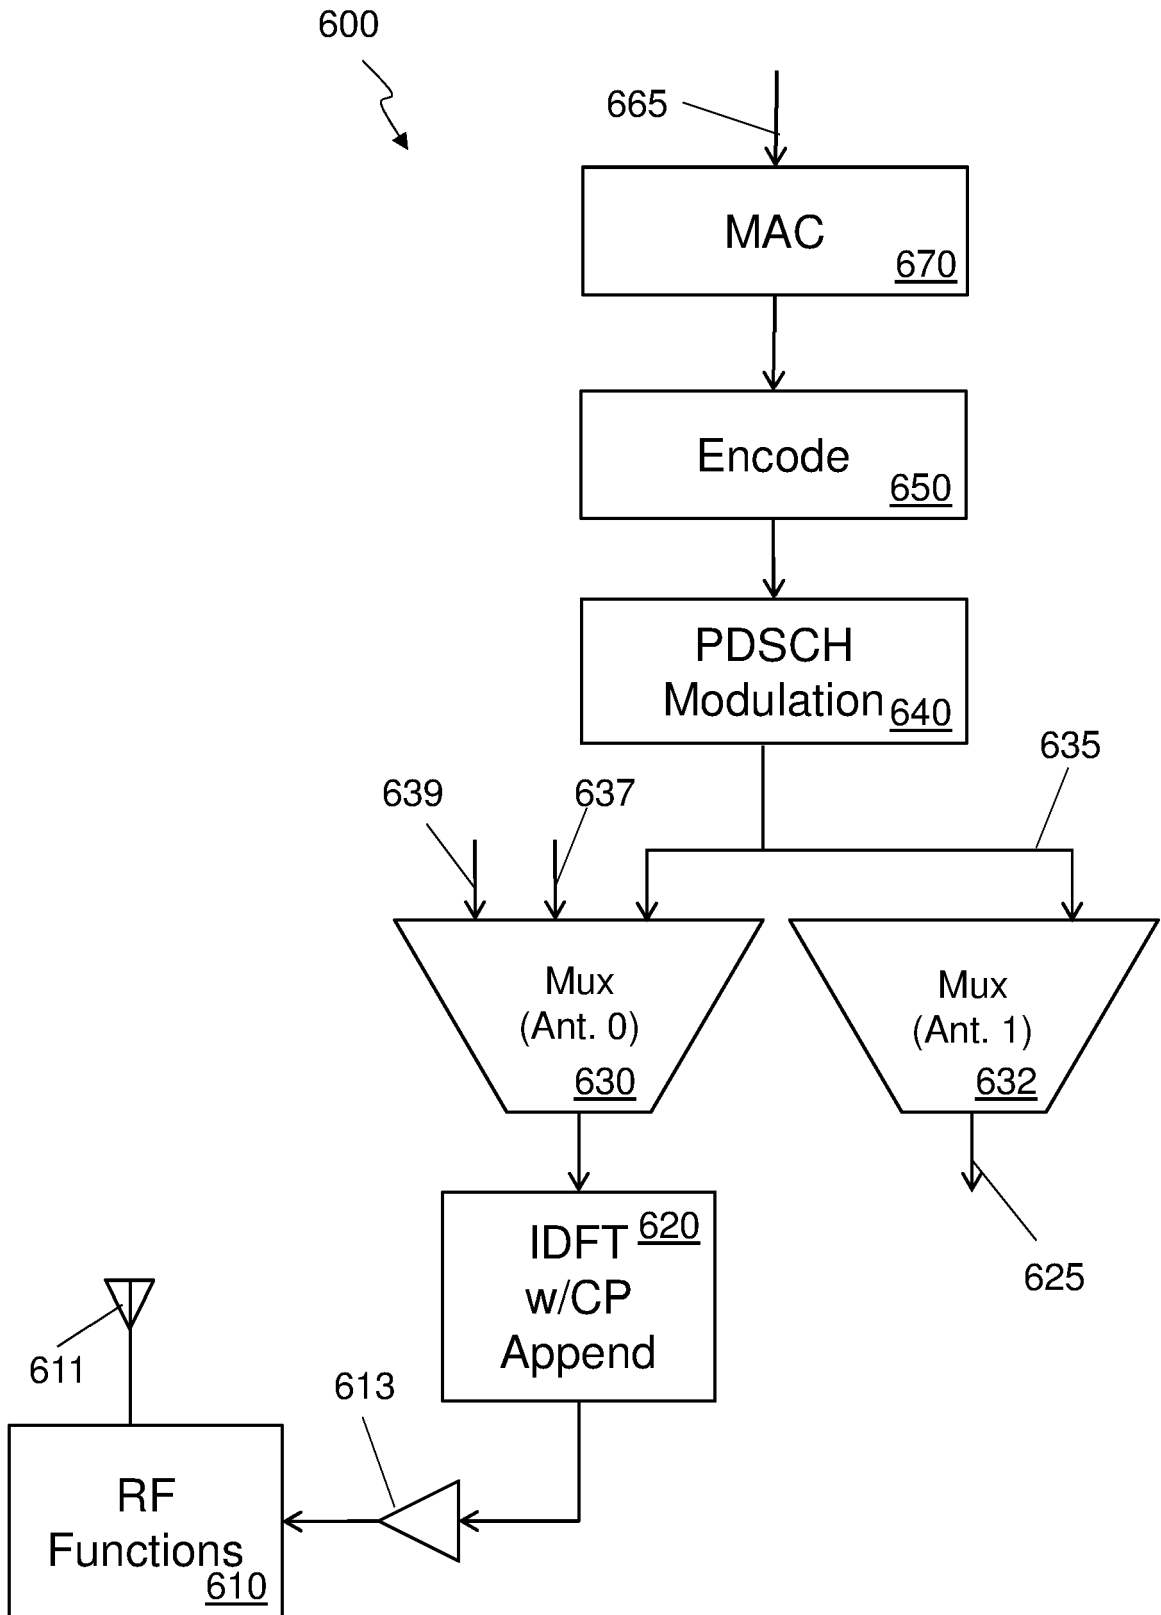 600
665
MAC
670
Encode
650
PDSCH
Modulation
640
635
639
637
Mux
(Ant. 0)
630
Mux
(Ant. 1)
632
620
IDFT
w/CP
Append
625
611
613
RF
Functions
610